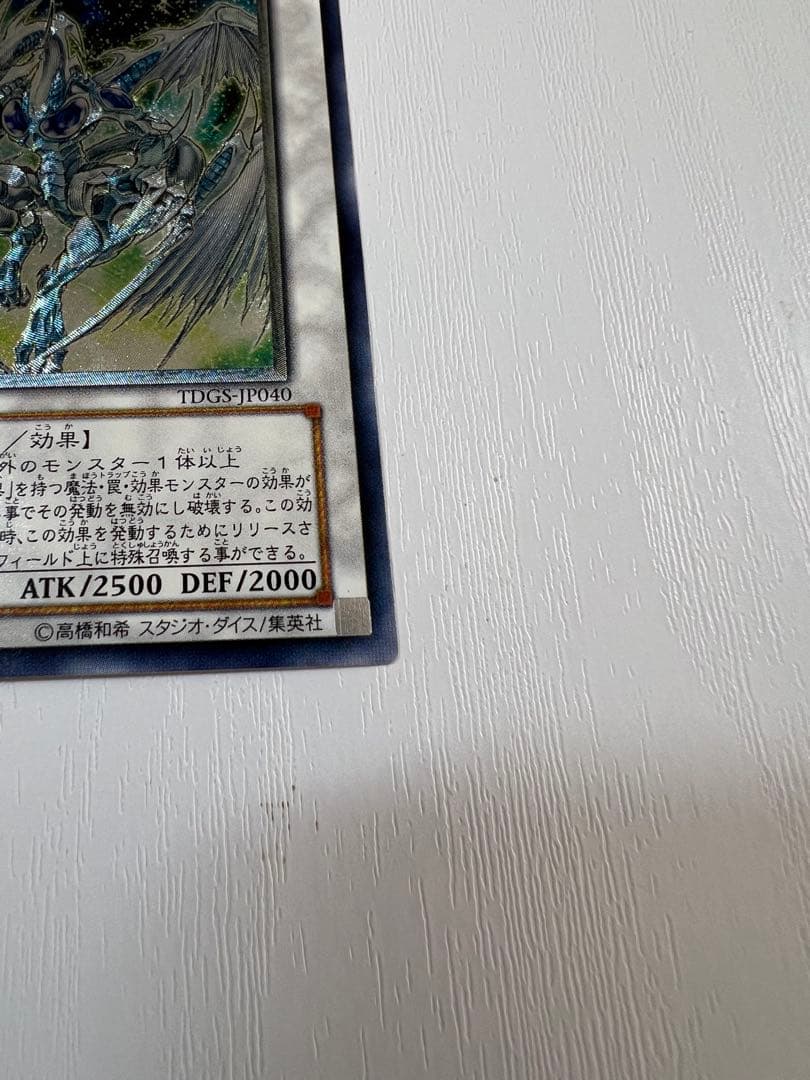 TDGS-JP040
／効果】
外のモンスター１体以上
」を持つ魔法・罠・効果モンスターの効果が
事でその発動を無効にし破壊する。この効
時、この効果を発動するためにリリースさ
フィールド上に特殊召喚する事ができる。
ATK/2500 DEF/2000
©高橋和希 スタジオ・ダイス/集英社